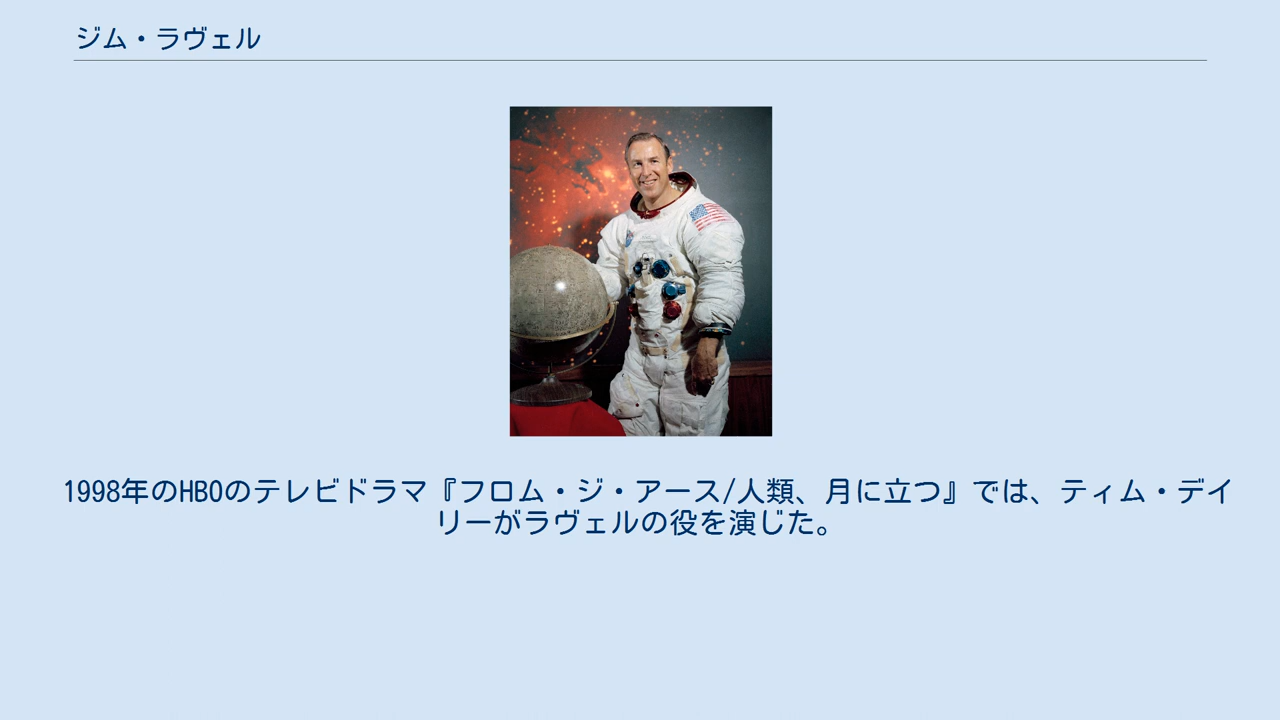 ジム・ラヴェル
1998年のHBOのテレビドラマ『フロム・ジ・アース/人類、月に立つ』では、ティム・デイ
リーがラヴェルの役を演じた。